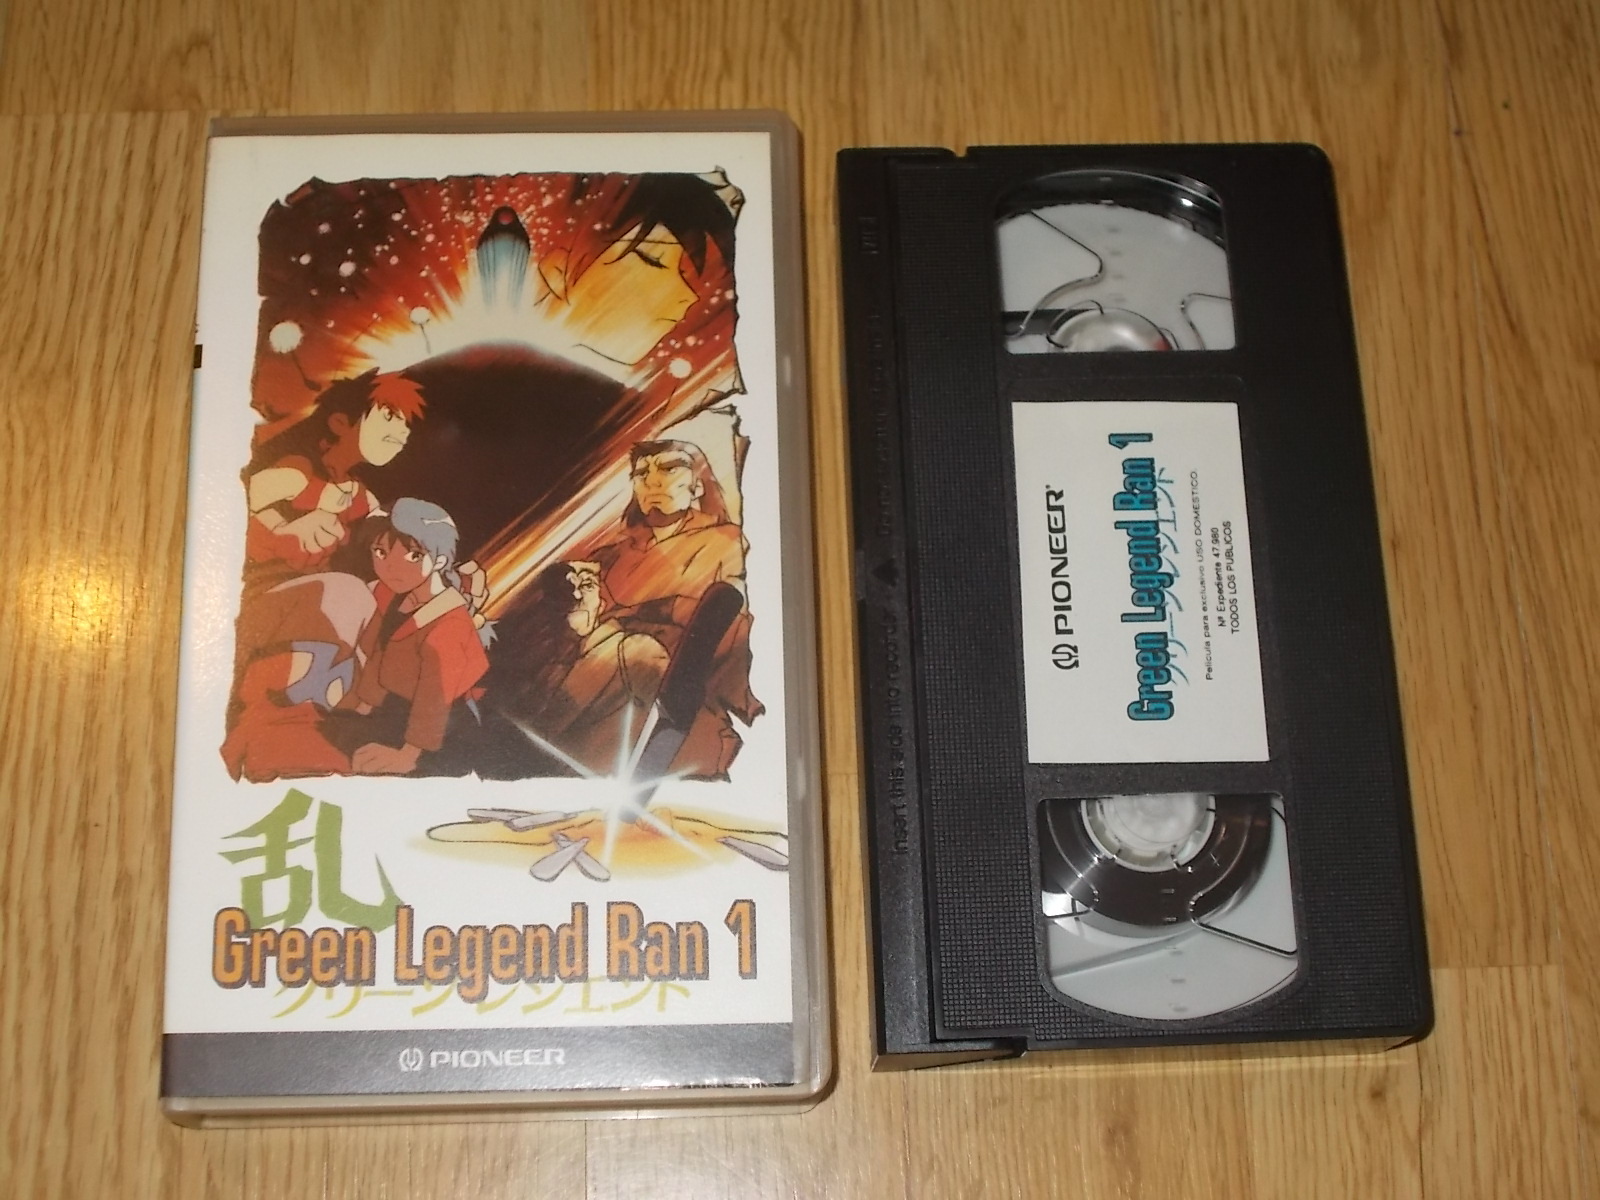 乱
Green Legend Ran 1
グリーンレジェンド
PIONEER
PIONEER
Green Legend Ran 1
グリーンレジェンド
Película para exclusivo USO DOMESTICO.
Nº Expediente 47.980
TODOS LOS PUBLICOS
Insert this side into recorder